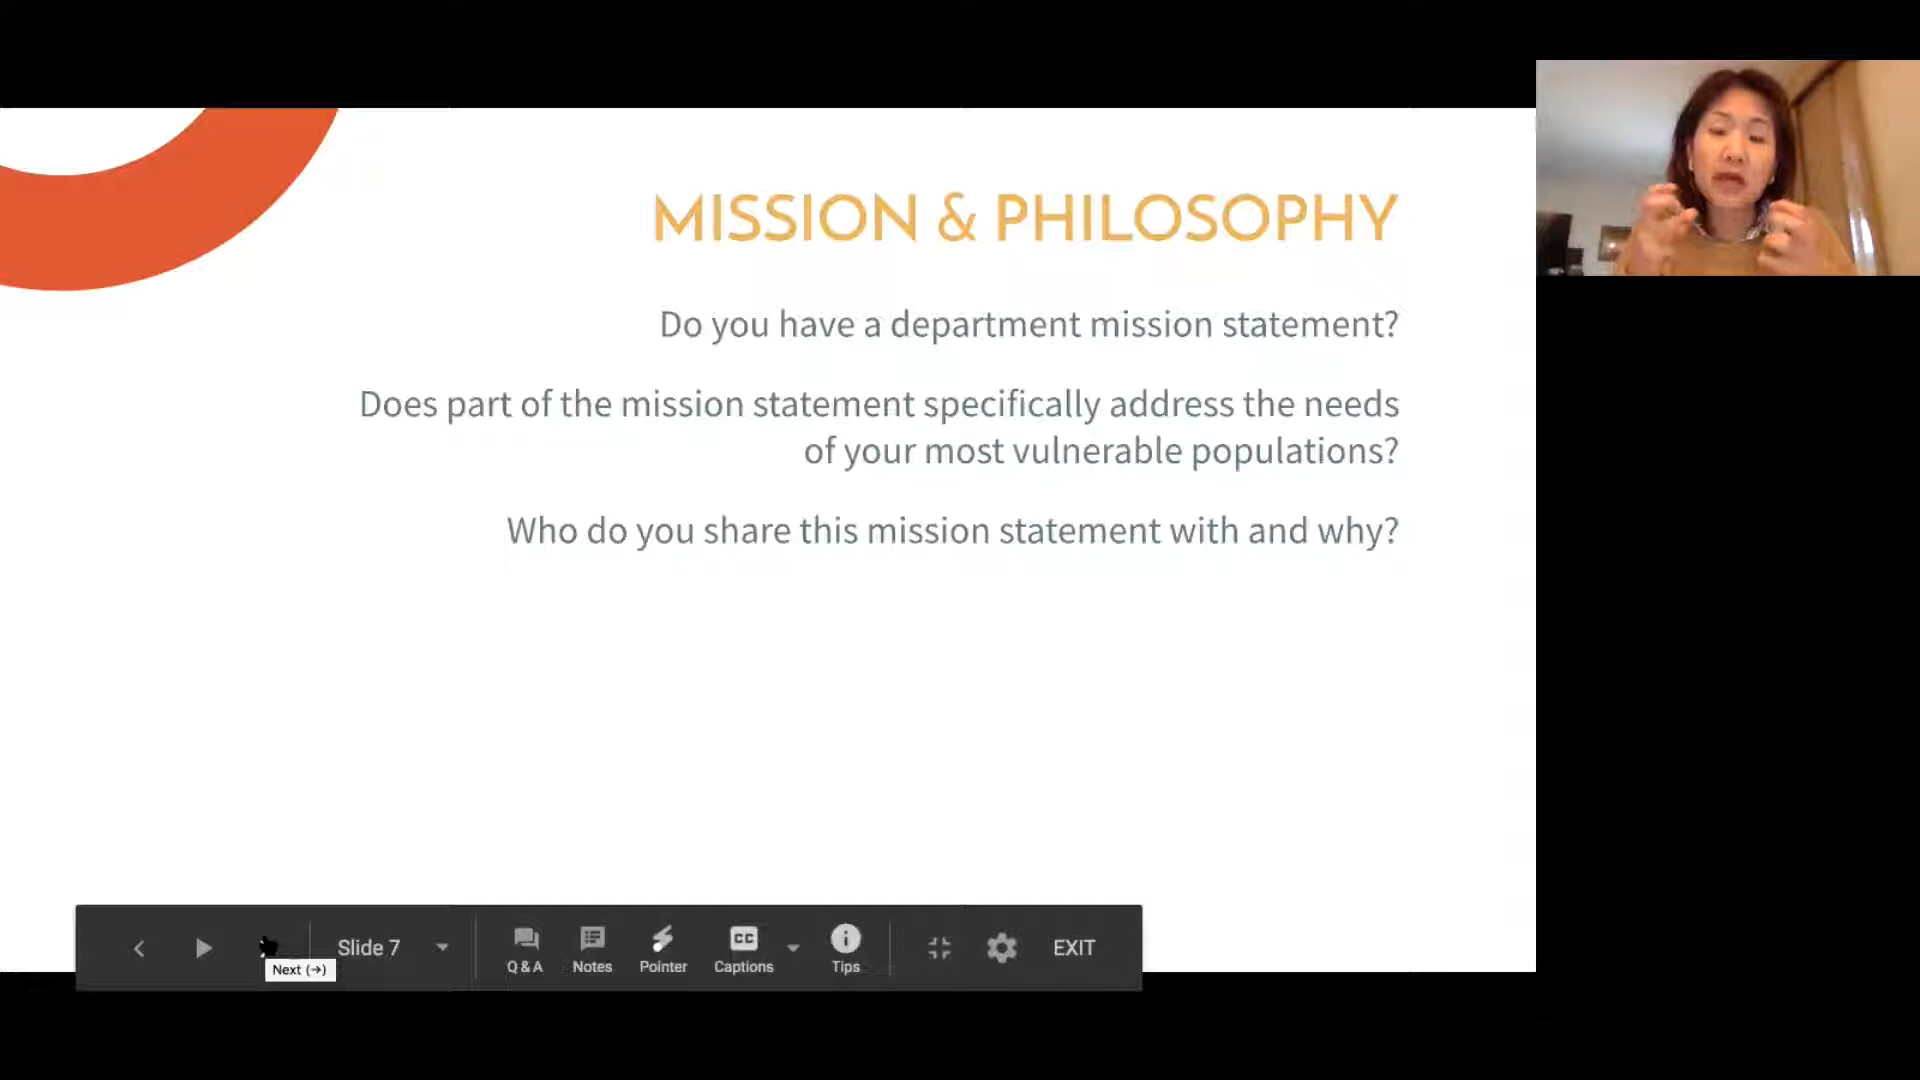 MISSION & PHILOSOPHY
Do you have a department mission statement?
Does part of the mission statement specifically address the needs
of your most vulnerable populations?
Who do you share this mission statement with and why?
Slide 7
Q & A
Notes
Pointer
CC
Captions
Tips
EXIT
Next (→)